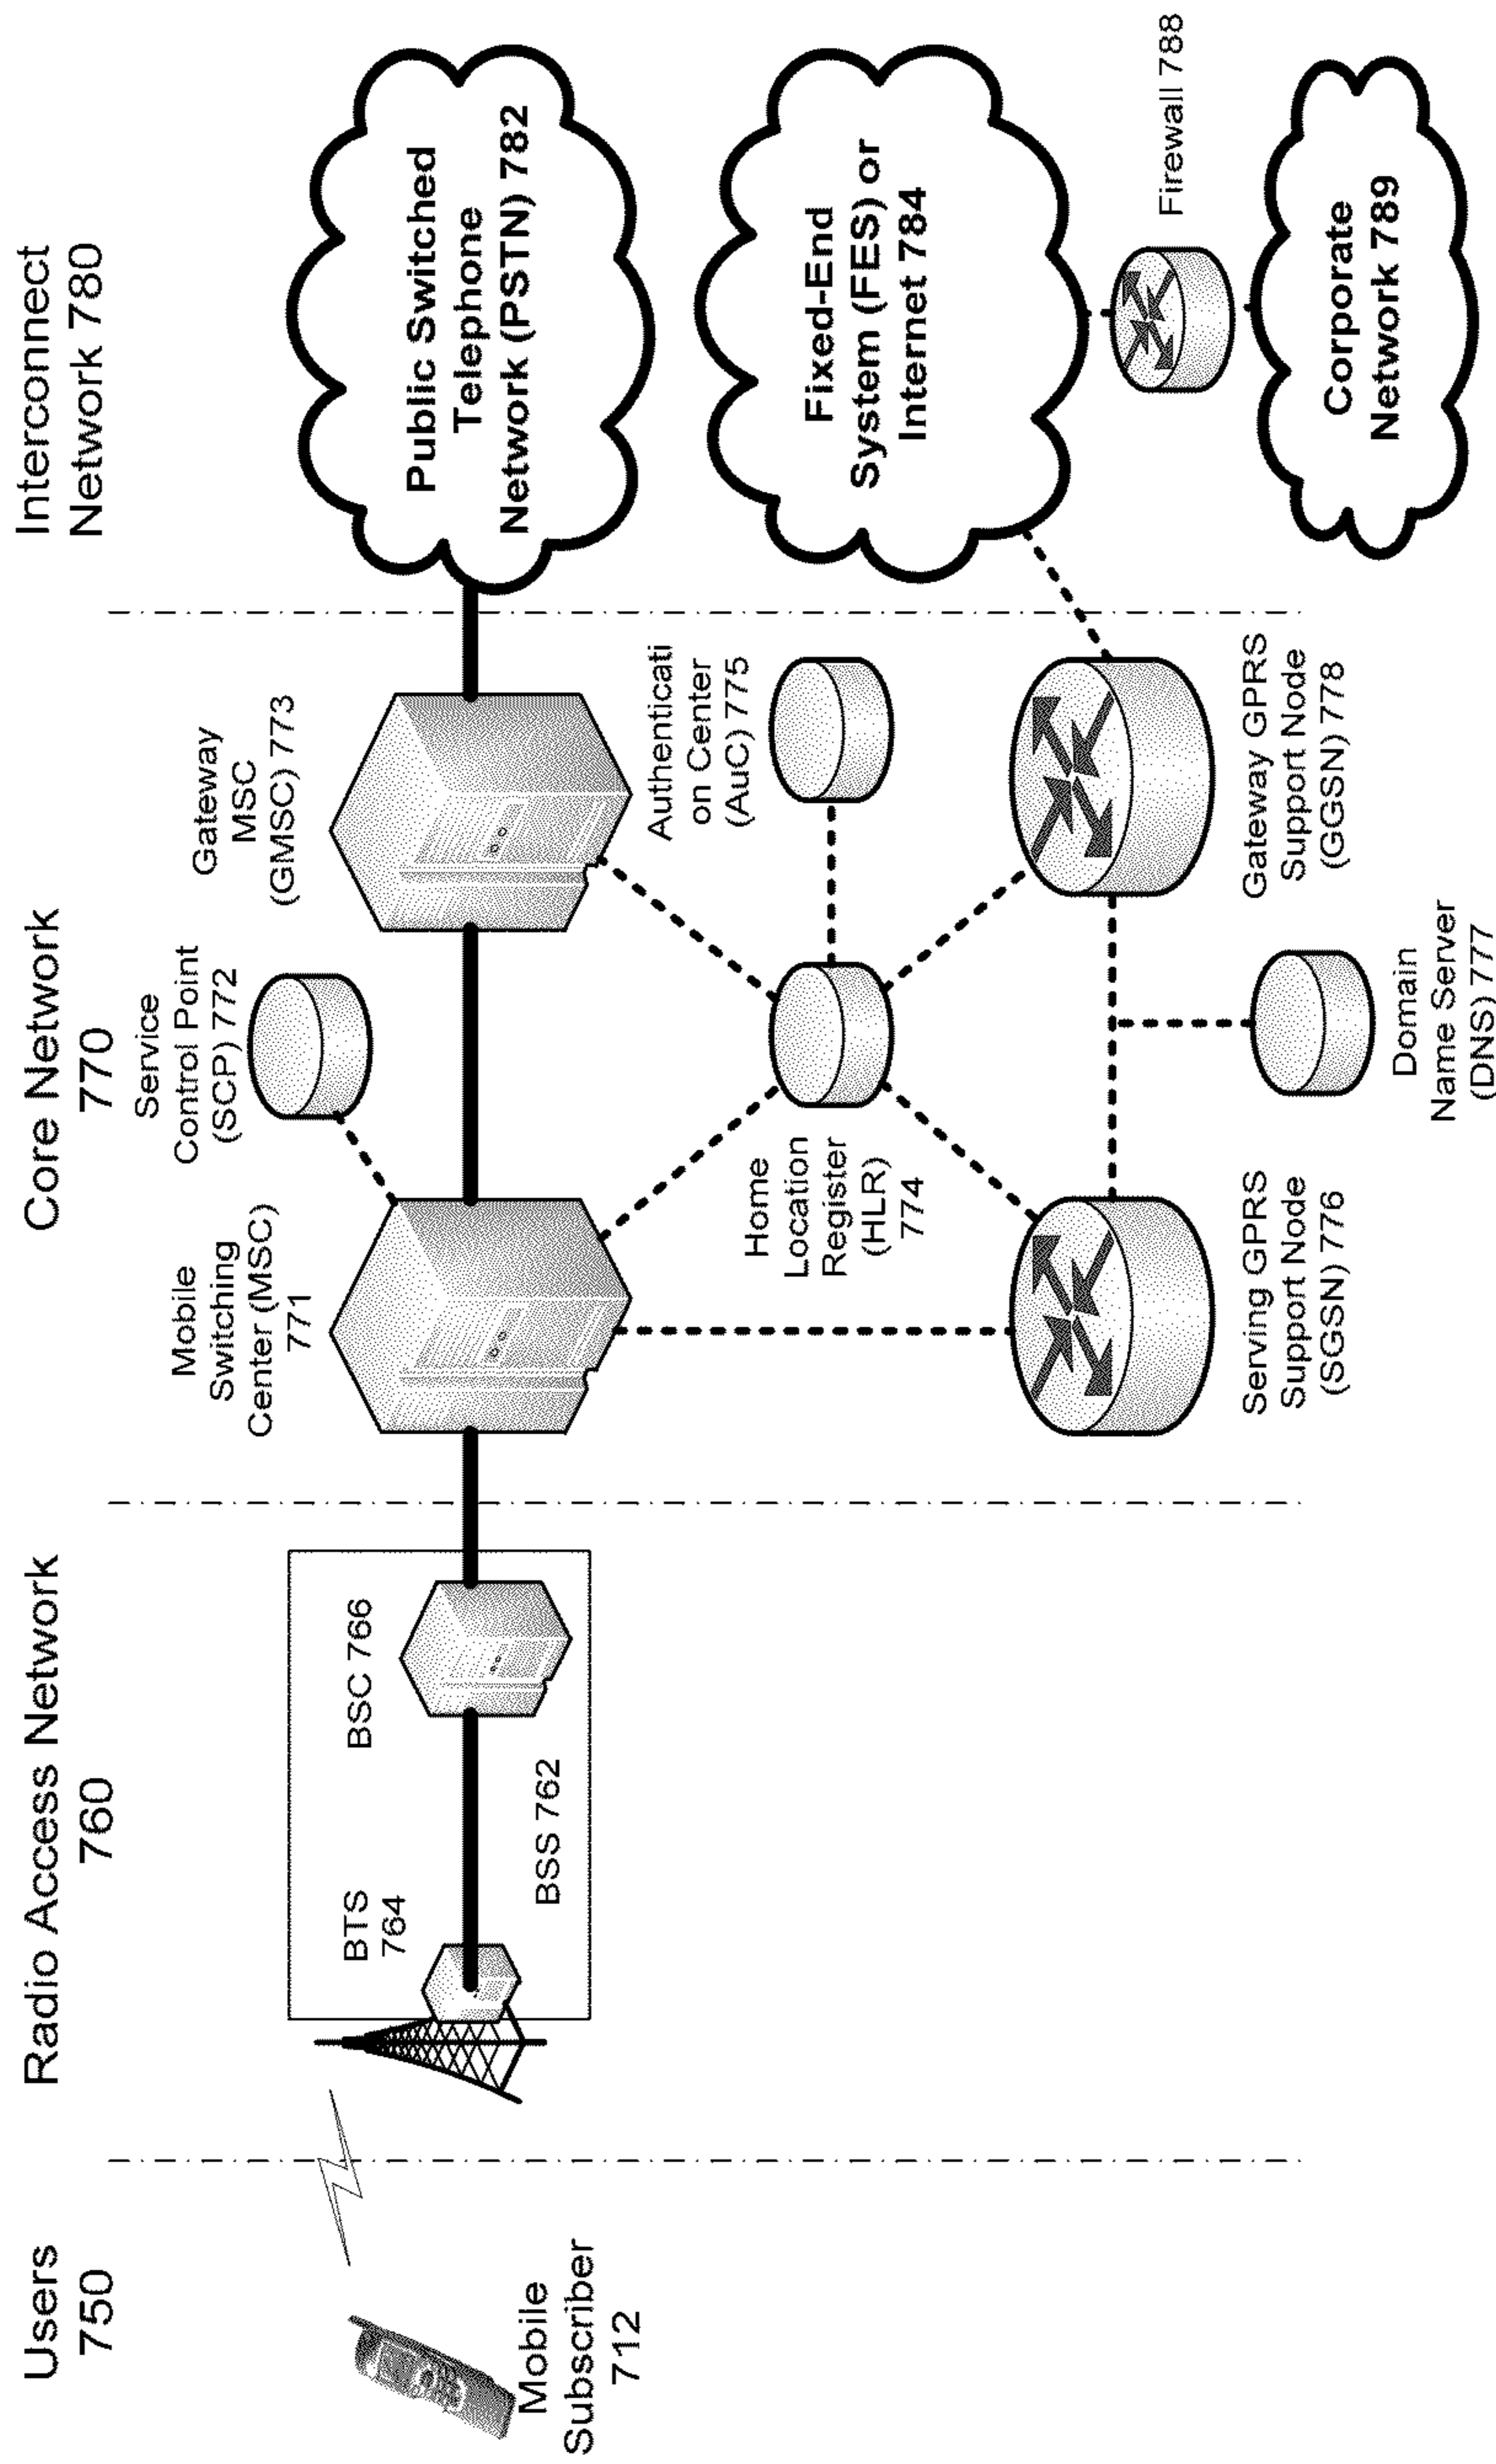 Users
750
Radio Access Network
760
Core Network
770
Interconnect
Network 780
Mobile
Subscriber
712
BTS
764
BSC 766
BSS 762
Mobile
Switching
Center (MSC)
771
Service
Control Point
(SCP) 772
Gateway
MSC
(GMSC) 773
Home
Location
Register
(HLR)
774
Authenticati
on Center
(AuC) 775
Serving GPRS
Support Node
(SGSN) 776
Domain
Name Server
(DNS) 777
Gateway GPRS
Support Node
(GGSN) 778
Public Switched
Telephone
Network (PSTN) 782
Fixed-End
System (FES) or
Internet 784
Firewall 788
Corporate
Network 789